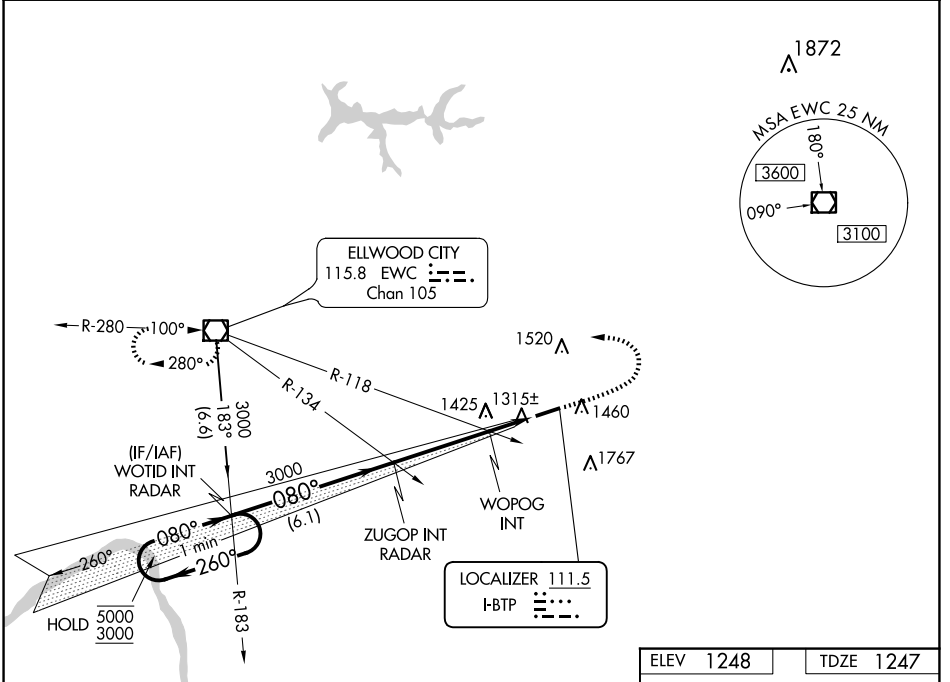 1872
MSA EWC 25 NM
180°
3600
090°
3100
ELLWOOD CITY
115.8 EWC
Chan 105
R-280
100°
280°
R-118
R-134
3000
183°
(6.6)
1520
1425
1315±
1460
1767
(IF/IAF)
WOTID INT
RADAR
3000
080°
(6.1)
080°
1 min
260°
260°
ZUGOP INT
RADAR
WOPOG
INT
HOLD
5000
3000
R-183
LOCALIZER 111.5
I-BTP
ELEV 1248
TDZE 1247